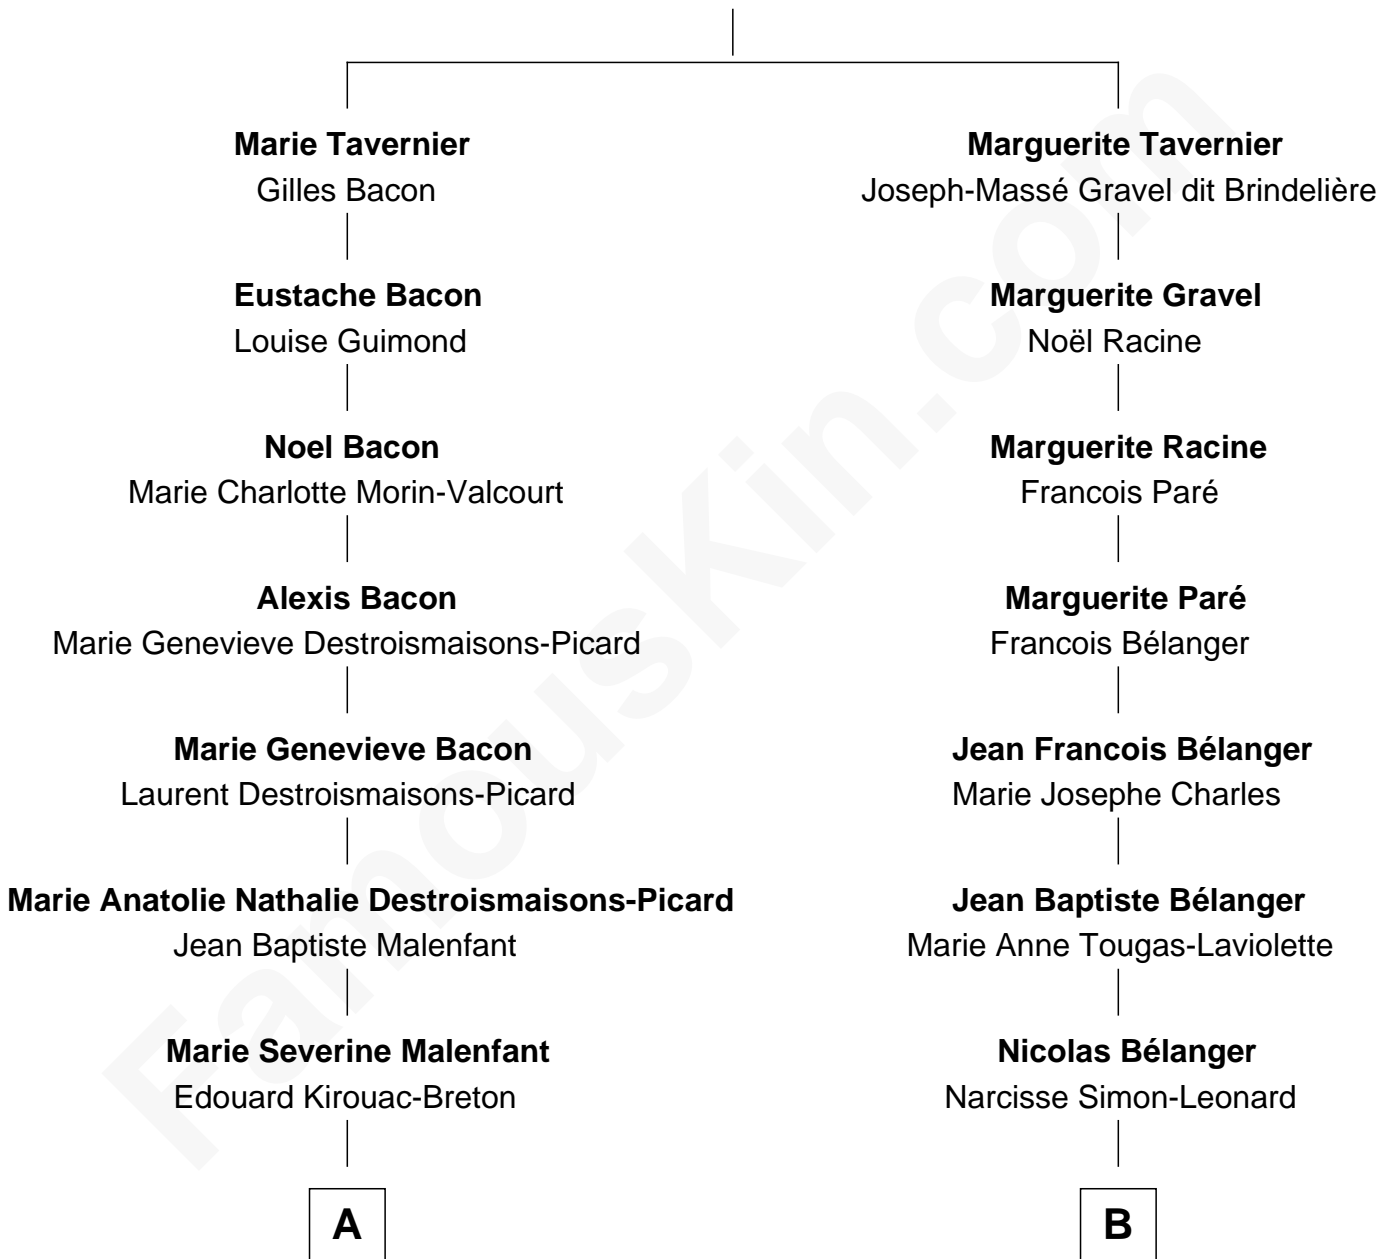 Marie Tavernier
Gilles Bacon
Eustache Bacon
Louise Guimond
Noel Bacon
Marie Charlotte Morin-Valcourt
Alexis Bacon
Marie Genevieve Destroismaisons-Picard
Marie Genevieve Bacon
Laurent Destroismaisons-Picard
Marie Anatolie Nathalie Destroismaisons-Picard
Jean Baptiste Malenfant
Marie Severine Malenfant
Edouard Kirouac-Breton
A
Marguerite Tavernier
Joseph-Massé Gravel dit Brindelière
Marguerite Gravel
Noël Racine
Marguerite Racine
Francois Paré
Marguerite Paré
Francois Bélanger
Jean Francois Bélanger
Marie Josephe Charles
Jean Baptiste Bélanger
Marie Anne Tougas-Laviolette
Nicolas Bélanger
Narcisse Simon-Leonard
B
FamousKin.com